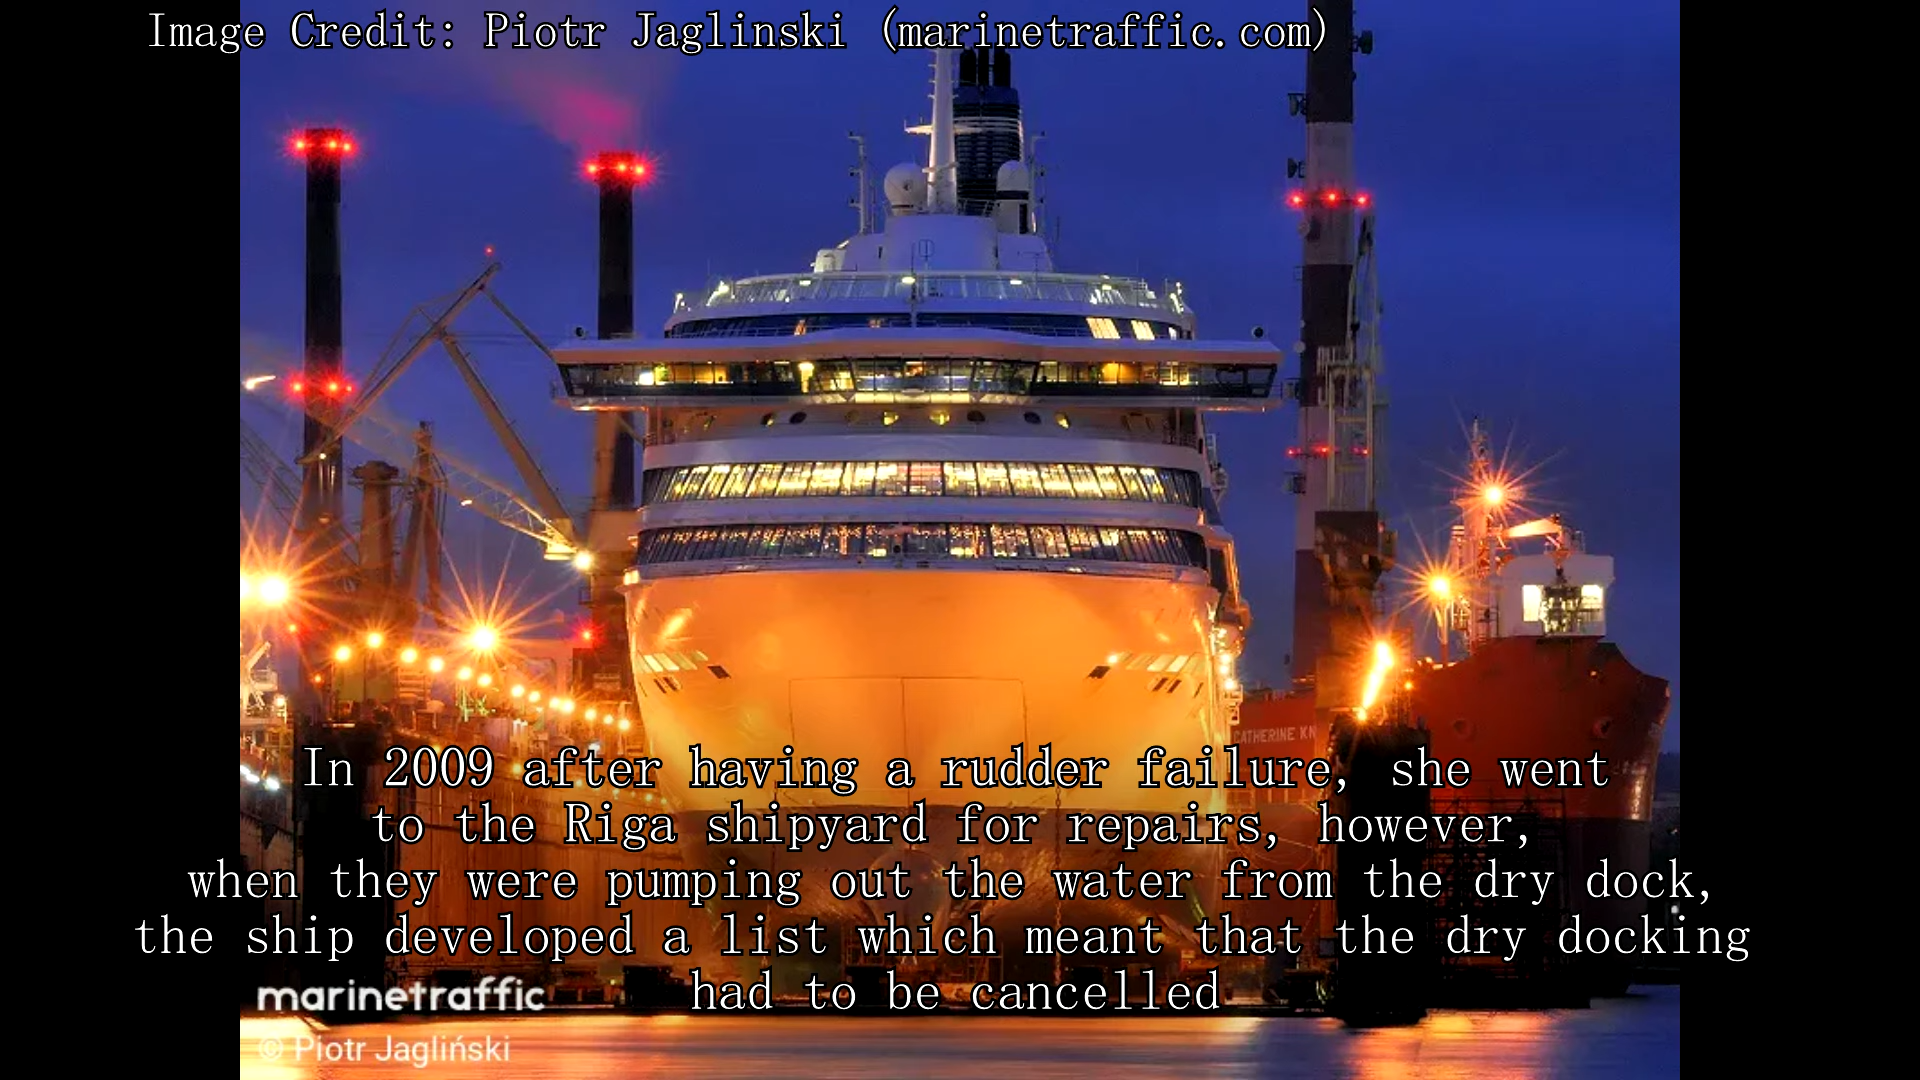 Image Credit: Piotr Jaglinski (marinetraffic.com)
CATHERINE KN
In 2009 after having a rudder failure, she went
to the Riga shipyard for repairs, however,
when they were pumping out the water from the dry dock,
the ship developed a list which meant that the dry docking
had to be cancelled
marinetraffic
© Piotr Jagliński